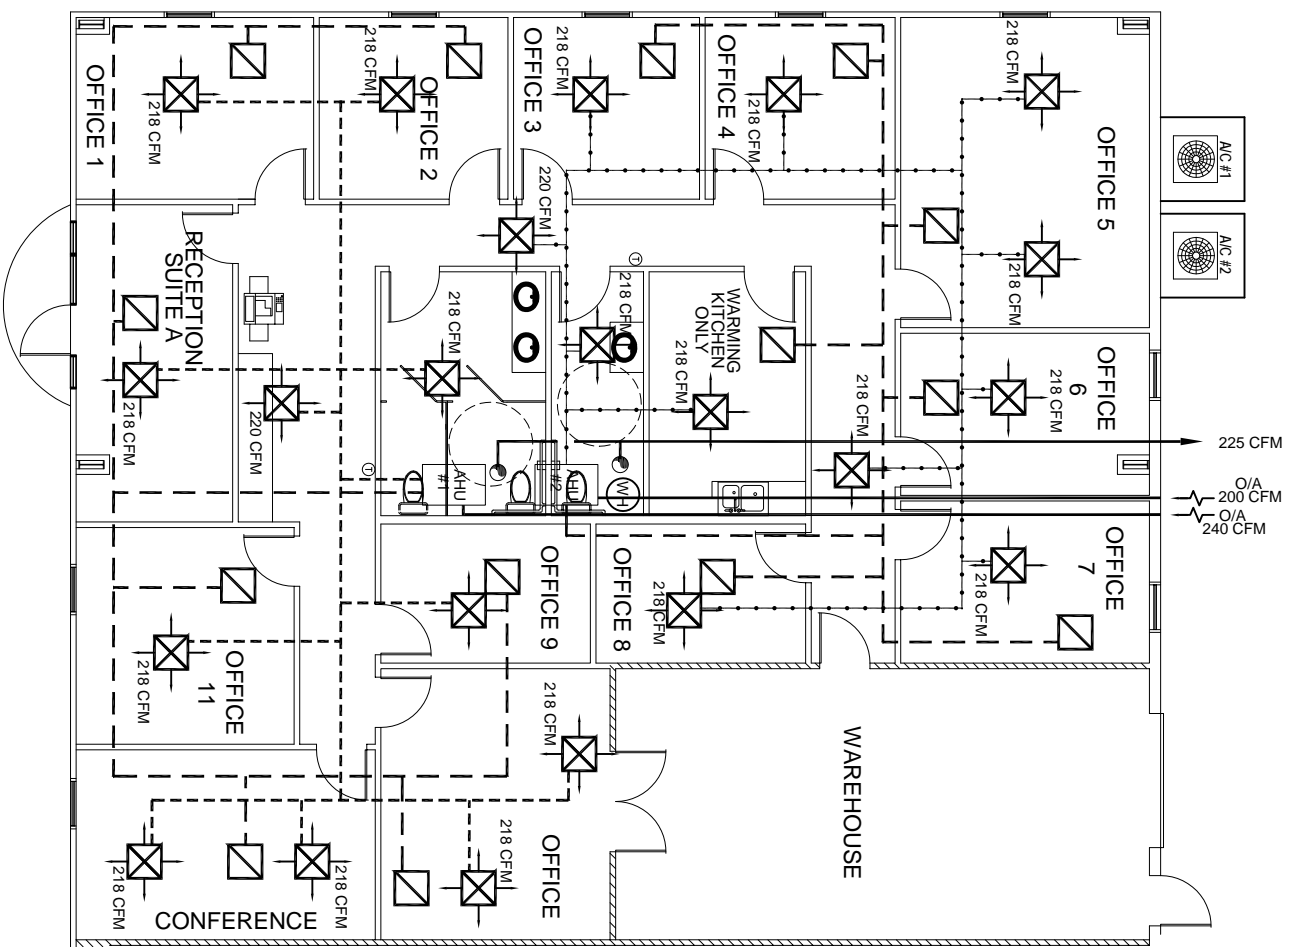 OFFICE 1
218 CFM
218 CFM
OFFICE 2
OFFICE 3
218 CFM
OFFICE 4
218 CFM
218 CFM
OFFICE 5
218 CFM
A/C #1
A/C #2
RECEPTION
SUITE A
218 CFM
220 CFM
220 CFM
T
T
218 CFM
218 CFM
WARMING
KITCHEN
ONLY
218 CFM
218 CFM
OFFICE
6
218 CFM
225 CFM
O/A
200 CFM
O/A
240 CFM
AHU
#1
AHU
#2
WH
OFFICE
7
218 CFM
OFFICE 8
218 CFM
OFFICE 9
OFFICE
11
218 CFM
218 CFM
WAREHOUSE
OFFICE
218 CFM
218 CFM
218 CFM
CONFERENCE